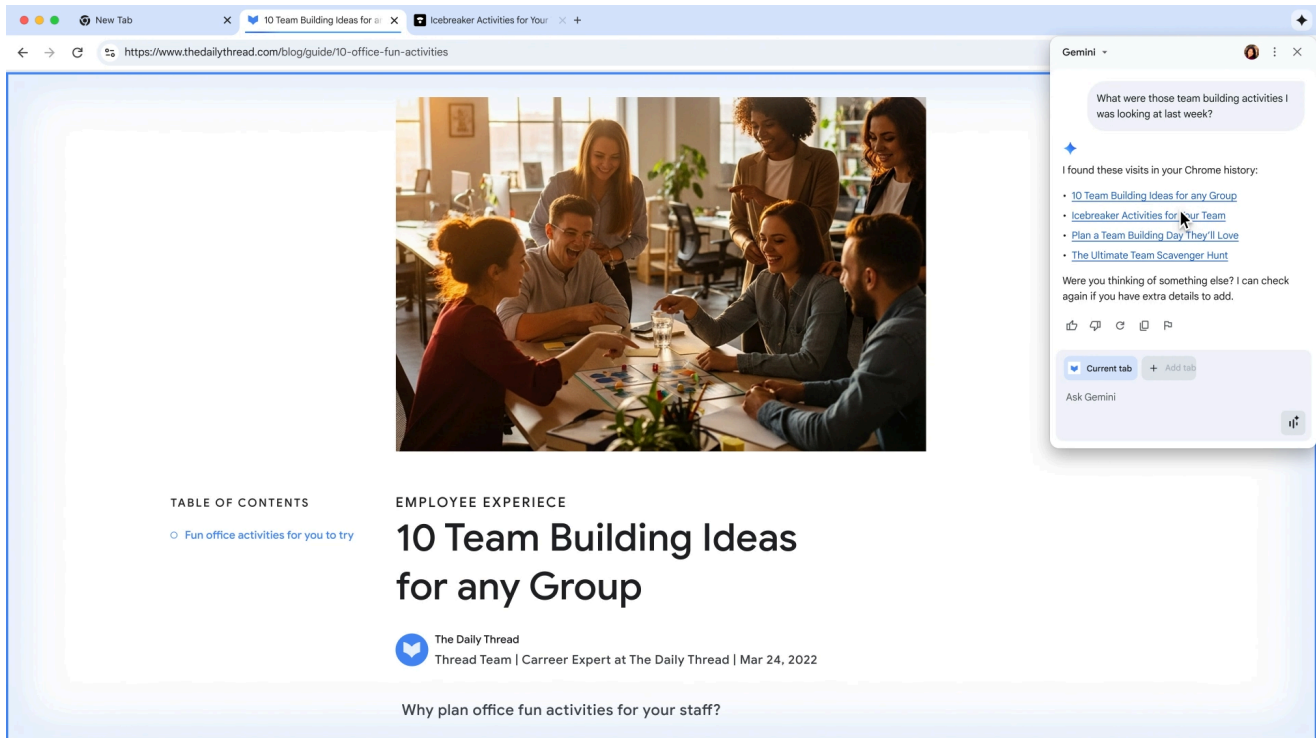 New Tab
10 Team Building Ideas for a
Icebreaker Activities for Your
https://www.thedailythread.com/blog/guide/10-office-fun-activities
Gemini
What were those team building activities I
was looking at last week?
I found these visits in your Chrome history:
• 10 Team Building Ideas for any Group
• Icebreaker Activities for Your Team
• Plan a Team Building Day They'll Love
• The Ultimate Team Scavenger Hunt
Were you thinking of something else? I can check
again if you have extra details to add.
Current tab
+ Add tab
Ask Gemini
TABLE OF CONTENTS
Fun office activities for you to try
EMPLOYEE EXPERIECE
10 Team Building Ideas
for any Group
The Daily Thread
Thread Team | Carreer Expert at The Daily Thread | Mar 24, 2022
Why plan office fun activities for your staff?